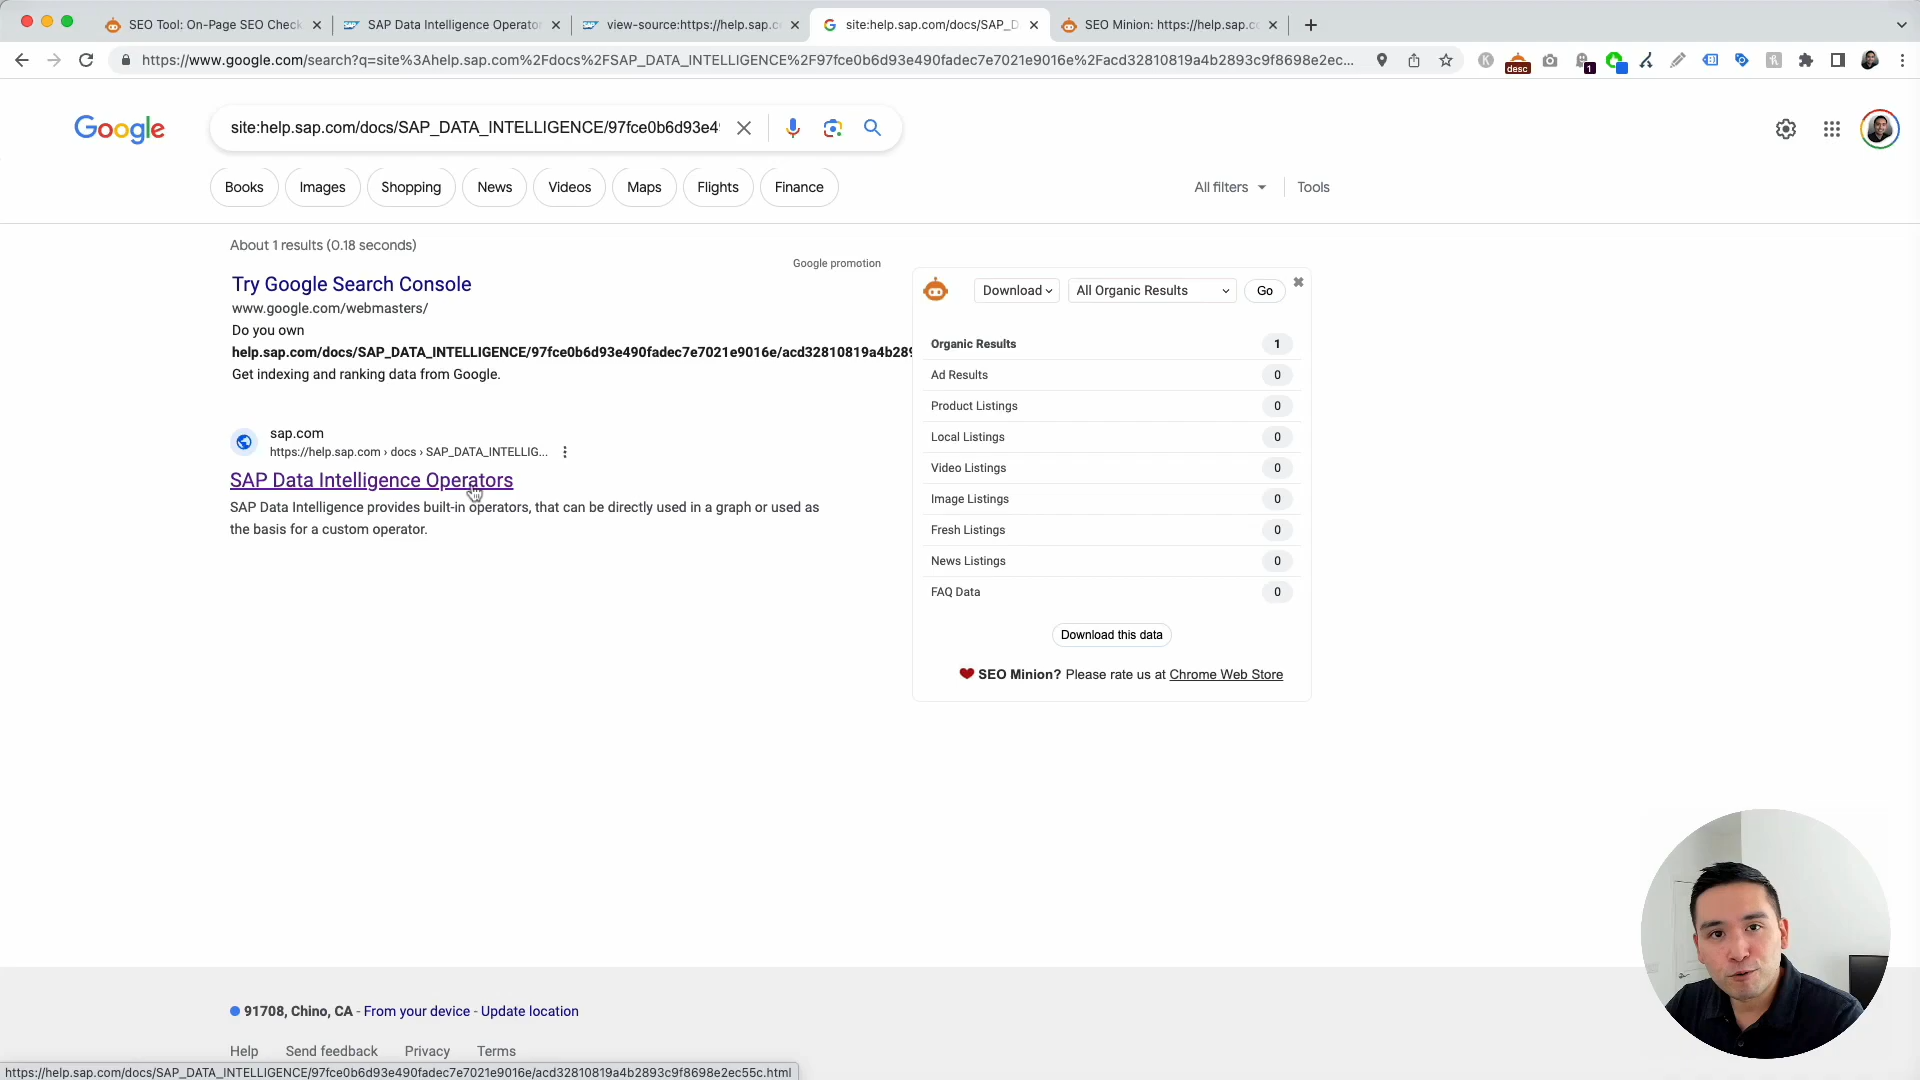 SEO Tool: On-Page SEO Check
SAP Data Intelligence Operator
view-source:https://help.sap.c
site:help.sap.com/docs/SAP_D
SEO Minion: https://help.sap.c
https://www.google.com/search?q=site%3Ahelp.sap.com%2Fdocs%2FSAP_DATA_INTELLIGENCE%2F97fce0b6d93e490fadec7e7021e9016e%2Facd32810819a4b2893c9f8698e2ec...
desc
1
Google
site:help.sap.com/docs/SAP_DATA_INTELLIGENCE/97fce0b6d93e4
Books
Images
Shopping
News
Videos
Maps
Flights
Finance
All filters
Tools
About 1 results (0.18 seconds)
Google promotion
Try Google Search Console
www.google.com/webmasters/
Do you own
help.sap.com/docs/SAP_DATA_INTELLIGENCE/97fce0b6d93e490fadec7e7021e9016e/acd32810819a4b289
Get indexing and ranking data from Google.
sap.com
https://help.sap.com › docs › SAP_DATA_INTELLIG...
SAP Data Intelligence Operators
SAP Data Intelligence provides built-in operators, that can be directly used in a graph or used as
the basis for a custom operator.
Download
All Organic Results
Go
Organic Results 1
Ad Results 0
Product Listings 0
Local Listings 0
Video Listings 0
Image Listings 0
Fresh Listings 0
News Listings 0
FAQ Data 0
Download this data
SEO Minion? Please rate us at Chrome Web Store
91708, Chino, CA - From your device - Update location
Help
Send feedback
Privacy
Terms
https://help.sap.com/docs/SAP_DATA_INTELLIGENCE/97fce0b6d93e490fadec7e7021e9016e/acd32810819a4b2893c9f8698e2ec55c.html